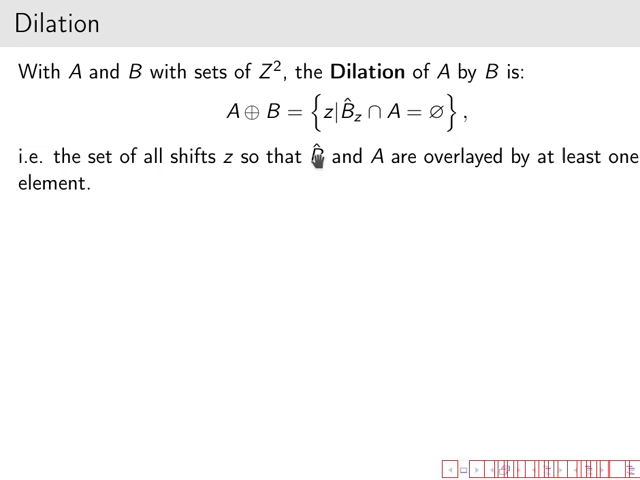 Dilation
With A and B with sets of Z², the Dilation of A by B is:
A ⊕ B = { z | B̂_z ∩ A = ∅ } ,
i.e. the set of all shifts z so that B̂ and A are overlayed by at least one
element.